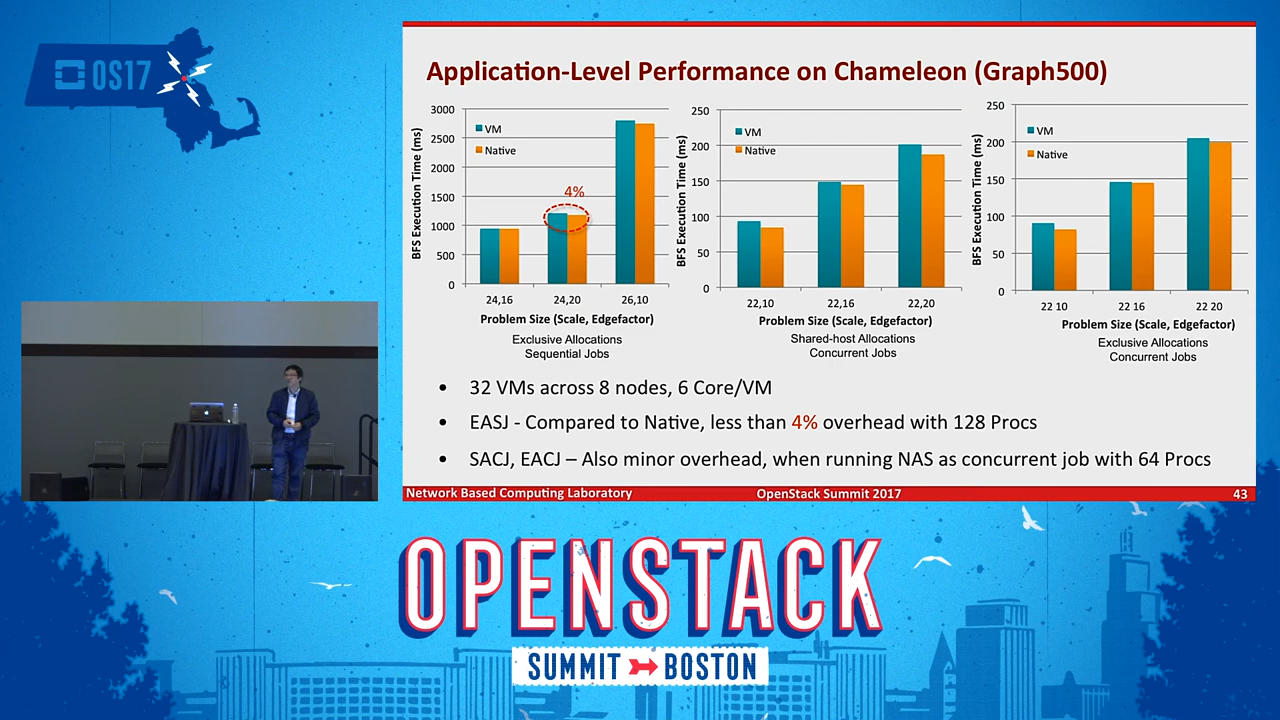 OS17
Application-Level Performance on Chameleon (Graph500)
BFS Execution Time (ms)
3000
2500
2000
1500
1000
500
0
VM
Native
4%
24,16
24,20
26,10
Problem Size (Scale, Edgefactor)
Exclusive Allocations
Sequential Jobs
BFS Execution Time (ms)
250
200
150
100
50
0
VM
Native
22,10
22,16
22,20
Problem Size (Scale, Edgefactor)
Shared-host Allocations
Concurrent Jobs
BFS Execution Time (ms)
250
200
150
100
50
0
VM
Native
22 10
22 16
22 20
Problem Size (Scale, Edgefactor)
Exclusive Allocations
Concurrent Jobs
• 32 VMs across 8 nodes, 6 Core/VM
• EASJ - Compared to Native, less than 4% overhead with 128 Procs
• SACJ, EACJ – Also minor overhead, when running NAS as concurrent job with 64 Procs
Network Based Computing Laboratory OpenStack Summit 2017 43
OPENSTACK
SUMMIT BOSTON